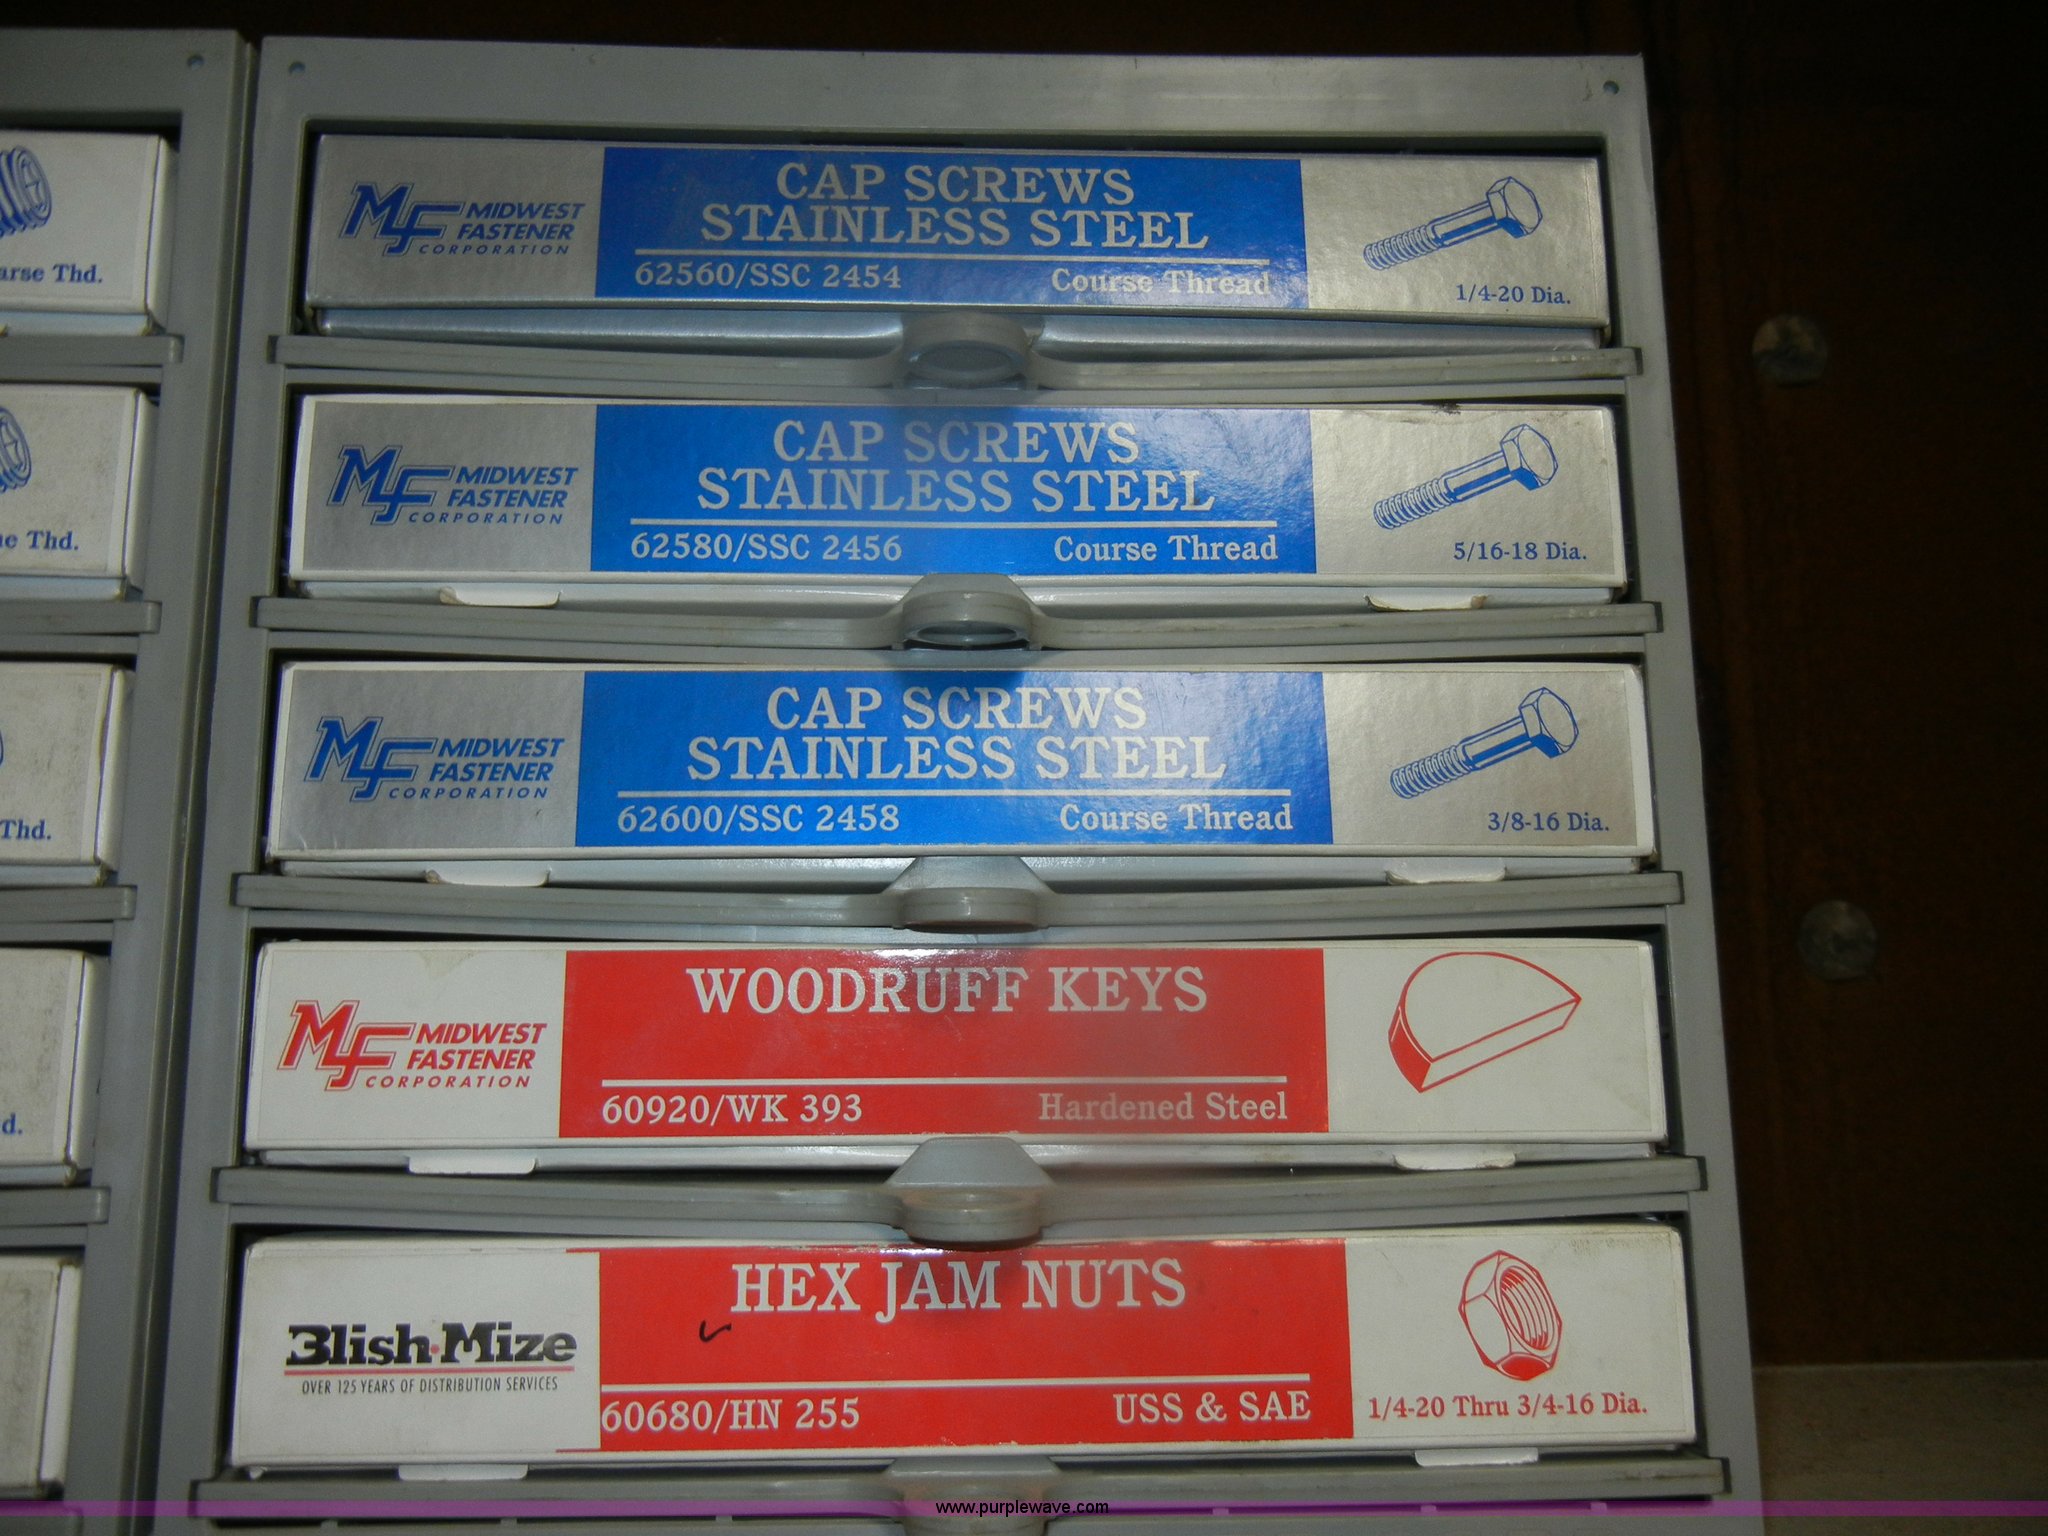 Thd.
Thd.
Thd.
d.
MF MIDWEST
FASTENER
CORPORATION
CAP SCREWS
STAINLESS STEEL
62560/SSC 2454 Course Thread
1/4-20 Dia.
MF MIDWEST
FASTENER
CORPORATION
CAP SCREWS
STAINLESS STEEL
62580/SSC 2456 Course Thread
5/16-18 Dia.
MF MIDWEST
FASTENER
CORPORATION
CAP SCREWS
STAINLESS STEEL
62600/SSC 2458 Course Thread
3/8-16 Dia.
MF MIDWEST
FASTENER
CORPORATION
WOODRUFF KEYS
60920/WK 393 Hardened Steel
Blish·Mize
OVER 125 YEARS OF DISTRIBUTION SERVICES
HEX JAM NUTS
60680/HN 255 USS & SAE
1/4-20 Thru 3/4-16 Dia.
www.purplewave.com